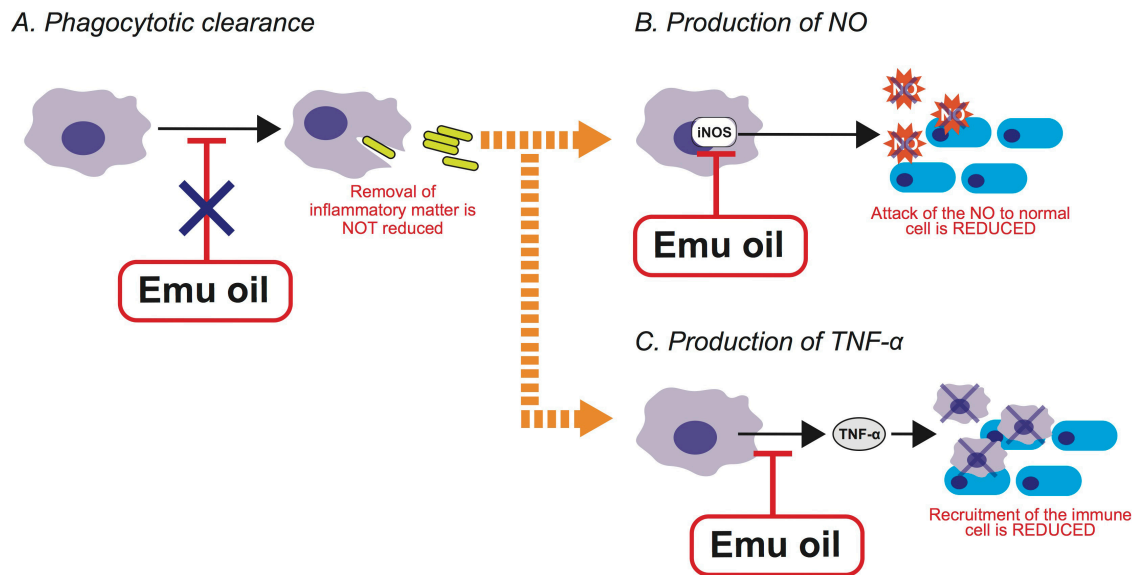 A. Phagocytotic clearance
Removal of
inflammatory matter is
NOT reduced
Emu oil
B. Production of NO
iNOS
NO
NO
NO
Attack of the NO to normal
cell is REDUCED
Emu oil
C. Production of TNF-α
TNF-α
Recruitment of the immune
cell is REDUCED
Emu oil